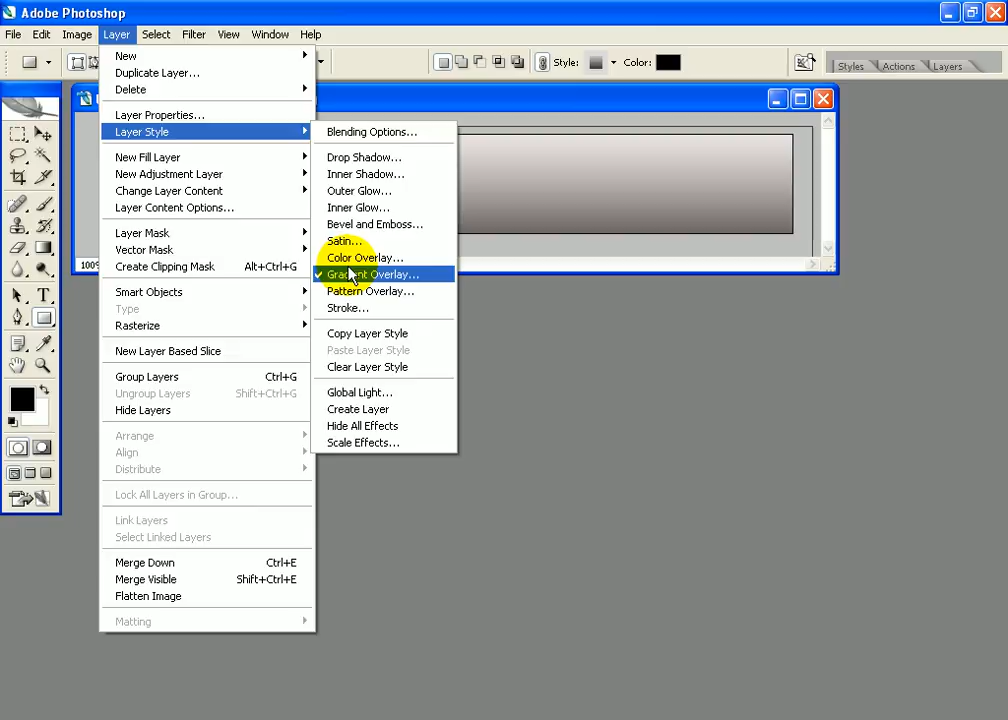 Adobe Photoshop
File Edit Image Layer Select Filter View Window Help
Style: Color: Styles Actions Layers
New
Duplicate Layer...
Delete
Layer Properties...
Layer Style
New Fill Layer
New Adjustment Layer
Change Layer Content
Layer Content Options...
Layer Mask
Vector Mask
Create Clipping Mask Alt+Ctrl+G
Smart Objects
Type
Rasterize
New Layer Based Slice
Group Layers Ctrl+G
Ungroup Layers Shift+Ctrl+G
Hide Layers
Arrange
Align
Distribute
Lock All Layers in Group...
Link Layers
Select Linked Layers
Merge Down Ctrl+E
Merge Visible Shift+Ctrl+E
Flatten Image
Matting
Blending Options...
Drop Shadow...
Inner Shadow...
Outer Glow...
Inner Glow...
Bevel and Emboss...
Satin...
Color Overlay...
Gradient Overlay...
Pattern Overlay...
Stroke...
Copy Layer Style
Paste Layer Style
Clear Layer Style
Global Light...
Create Layer
Hide All Effects
Scale Effects...
100%